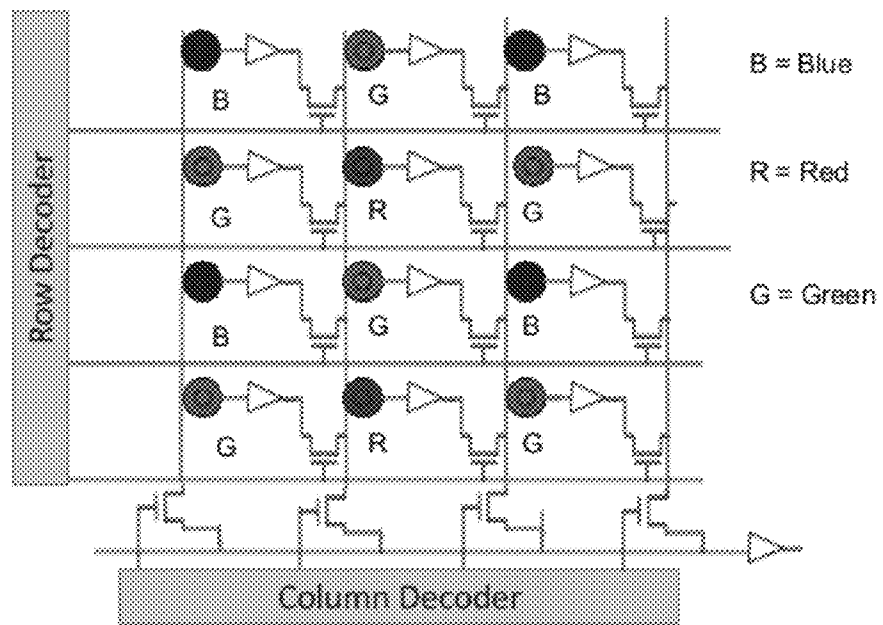 B G B
B = Blue
Row Decoder
G R G
R = Red
B G B
G = Green
G R G
Column Decoder